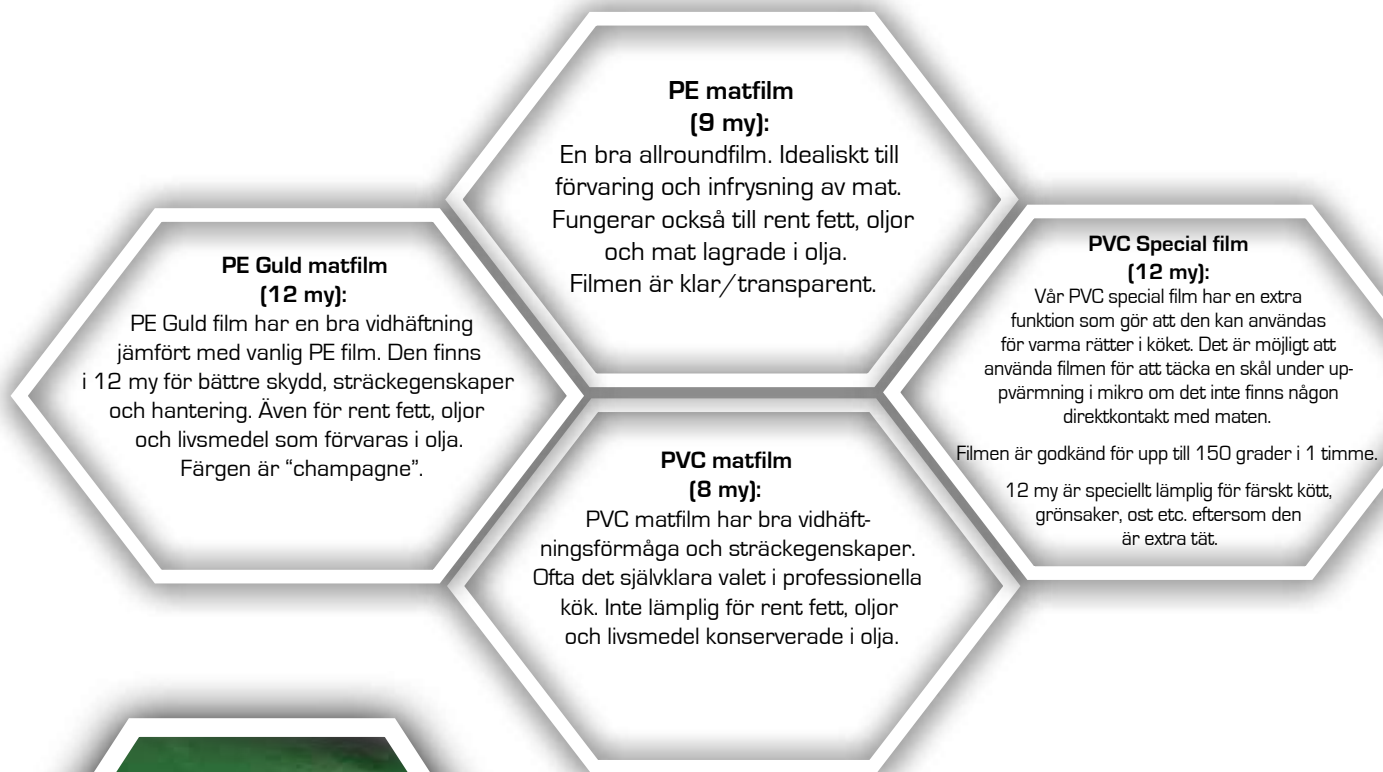 PE matfilm
(9 my):
En bra allroundfilm. Idealiskt till
förvaring och infrysning av mat.
Fungerar också till rent fett, oljor
och mat lagrade i olja.
Filmen är klar/transparent.
PE Guld matfilm
(12 my):
PE Guld film har en bra vidhäftning
jämfört med vanlig PE film. Den finns
i 12 my för bättre skydd, sträckegenskaper
och hantering. Även för rent fett, oljor
och livsmedel som förvaras i olja.
Färgen är “champagne”.
PVC Special film
(12 my):
Vår PVC special film har en extra
funktion som gör att den kan användas
för varma rätter i köket. Det är möjligt att
använda filmen för att täcka en skål under up-
pvärmning i mikro om det inte finns någon
direktkontakt med maten.
Filmen är godkänd för upp till 150 grader i 1 timme.
12 my är speciellt lämplig för färskt kött,
grönsaker, ost etc. eftersom den
är extra tät.
PVC matfilm
(8 my):
PVC matfilm har bra vidhäft-
ningsförmåga och sträckegenskaper.
Ofta det självklara valet i professionella
kök. Inte lämplig för rent fett, oljor
och livsmedel konserverade i olja.